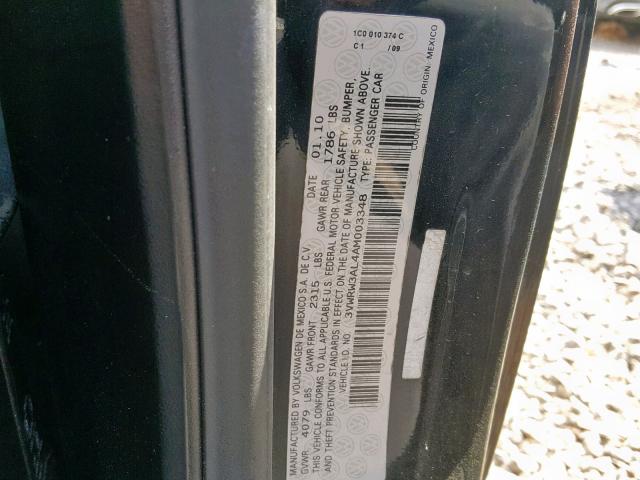 1C0 010 374 C
C 1 / 09
MANUFACTURED BY VOLKSWAGEN DE MEXICO S.A. DE C.V. DATE 01.10
GVWR 4079 LBS GAWR FRONT 2315 LBS GAWR REAR 1786 LBS
THIS VEHICLE CONFORMS TO ALL APPLICABLE U.S. FEDERAL MOTOR VEHICLE SAFETY, BUMPER,
AND THEFT PREVENTION STANDARDS IN EFFECT ON THE DATE OF MANUFACTURE SHOWN ABOVE.
VEHICLE I.D. NO. 3VWRW3AL4AM003348 TYPE: PASSENGER CAR
COUNTRY OF ORIGIN: MEXICO